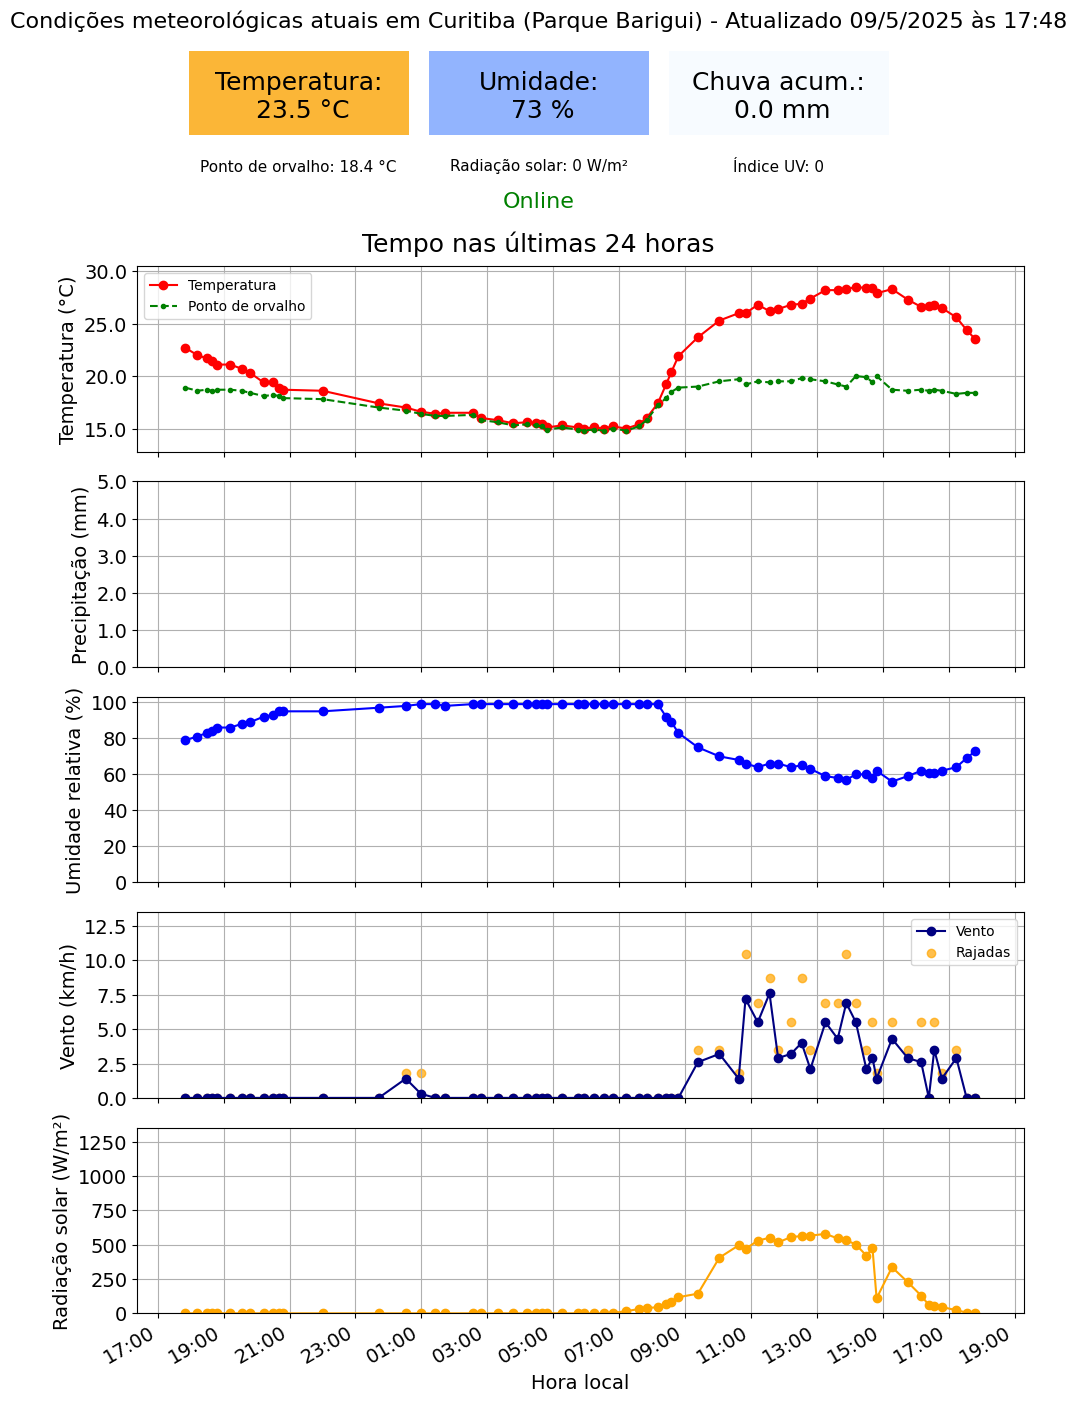 Condições meteorológicas atuais em Curitiba (Parque Barigui) - Atualizado 09/5/2025 às 17:48
Temperatura:
23.5 °C
Umidade:
73 %
Chuva acum.:
0.0 mm
Ponto de orvalho: 18.4 °C
Radiação solar: 0 W/m²
Índice UV: 0
Online
Tempo nas últimas 24 horas
Temperatura (°C)
30.0
25.0
20.0
15.0
Temperatura
Ponto de orvalho
Precipitação (mm)
5.0
4.0
3.0
2.0
1.0
0.0
Umidade relativa (%)
100
80
60
40
20
0
Vento (km/h)
12.5
10.0
7.5
5.0
2.5
0.0
Vento
Rajadas
Radiação solar (W/m²)
1250
1000
750
500
250
0
17:00 19:00 21:00 23:00 01:00 03:00 05:00 07:00 09:00 11:00 13:00 15:00 17:00 19:00
Hora local